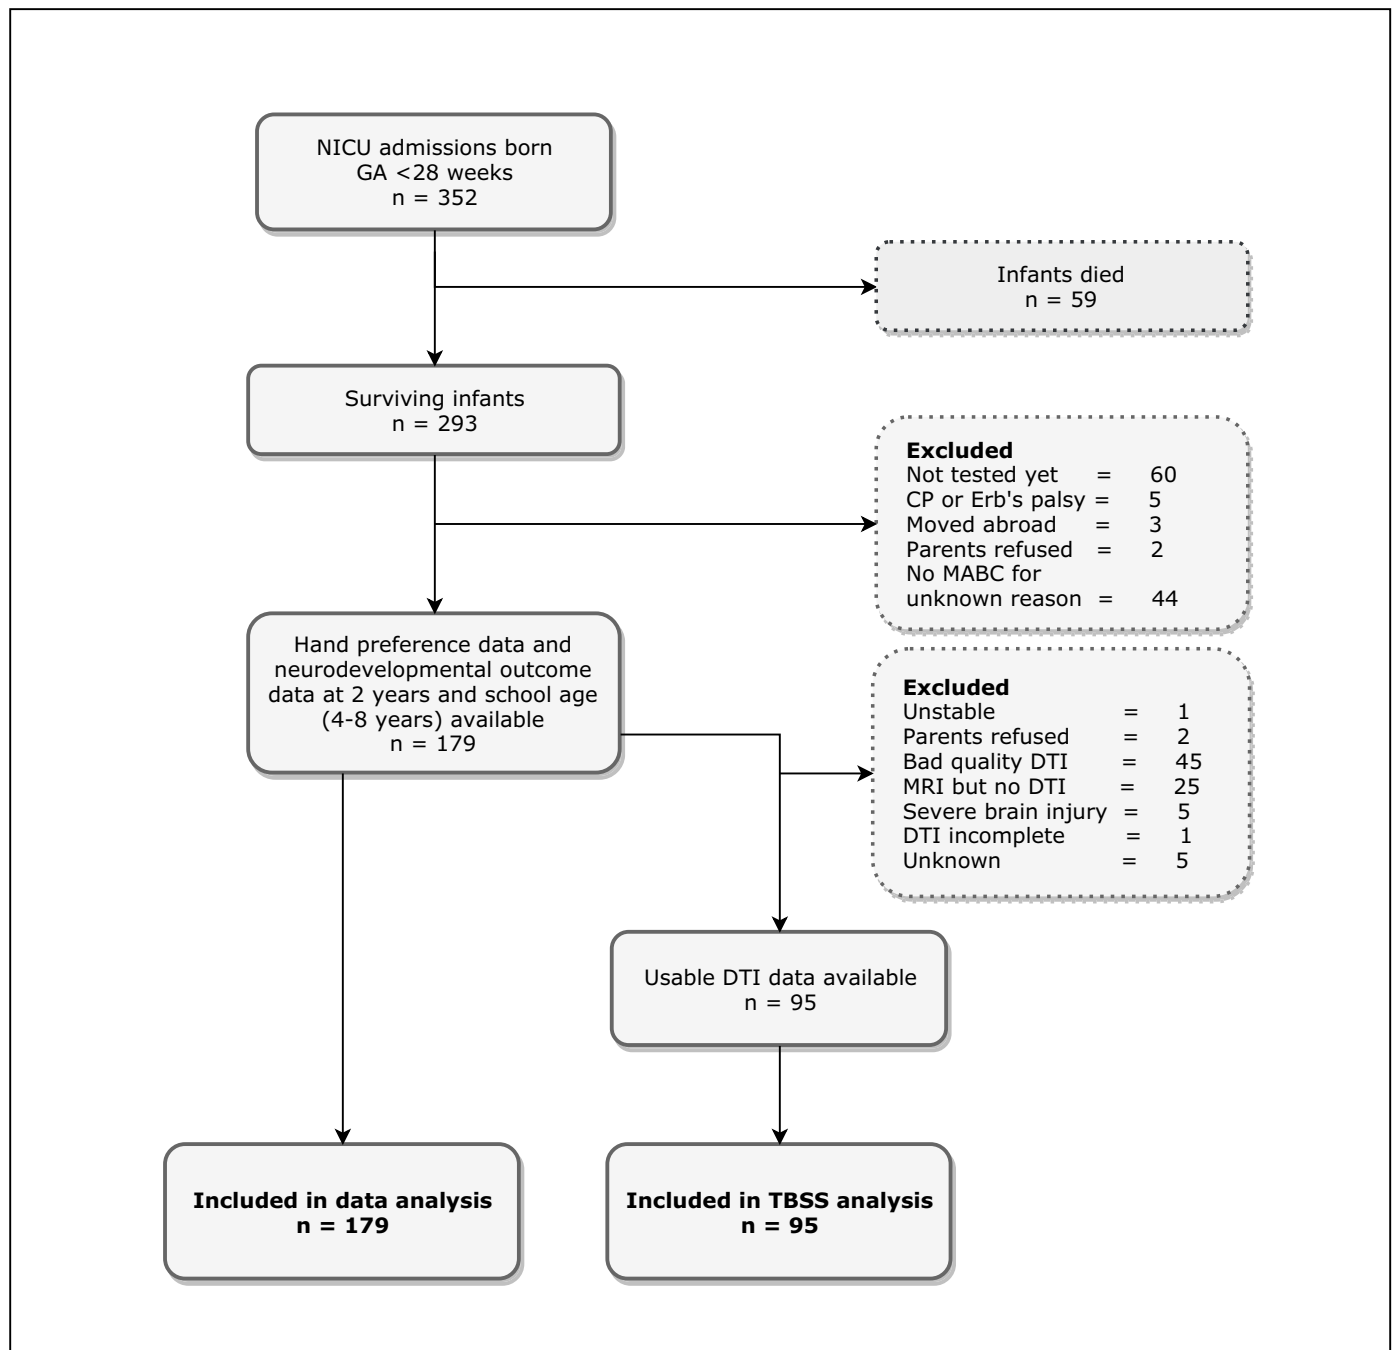 NICU admissions born
GA <28 weeks
n = 352
Infants died
n = 59
Surviving infants
n = 293
Excluded
Not tested yet = 60
CP or Erb's palsy = 5
Moved abroad = 3
Parents refused = 2
No MABC for
unknown reason = 44
Hand preference data and
neurodevelopmental outcome
data at 2 years and school age
(4-8 years) available
n = 179
Excluded
Unstable = 1
Parents refused = 2
Bad quality DTI = 45
MRI but no DTI = 25
Severe brain injury = 5
DTI incomplete = 1
Unknown = 5
Usable DTI data available
n = 95
Included in data analysis
n = 179
Included in TBSS analysis
n = 95